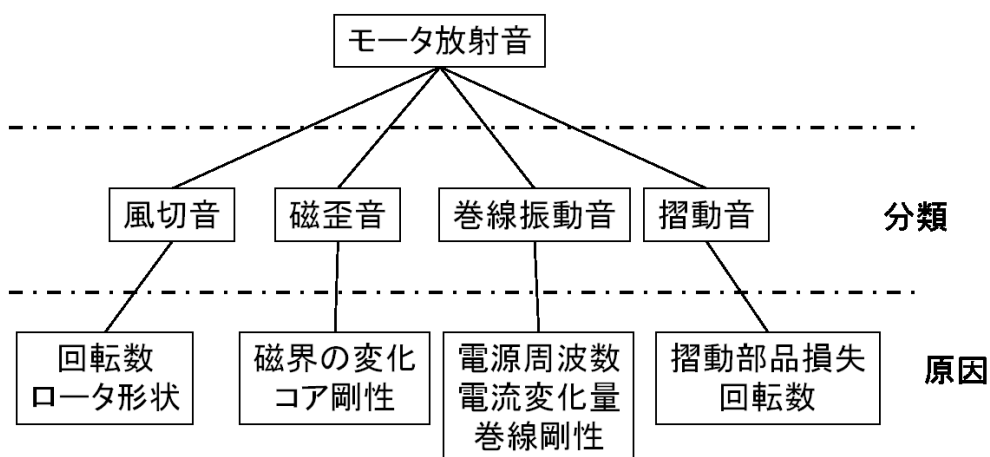 モータ放射音
風切音
磁歪音
巻線振動音
摺動音
分類
回転数
ロータ形状
磁界の変化
コア剛性
電源周波数
電流変化量
巻線剛性
摺動部品損失
回転数
原因